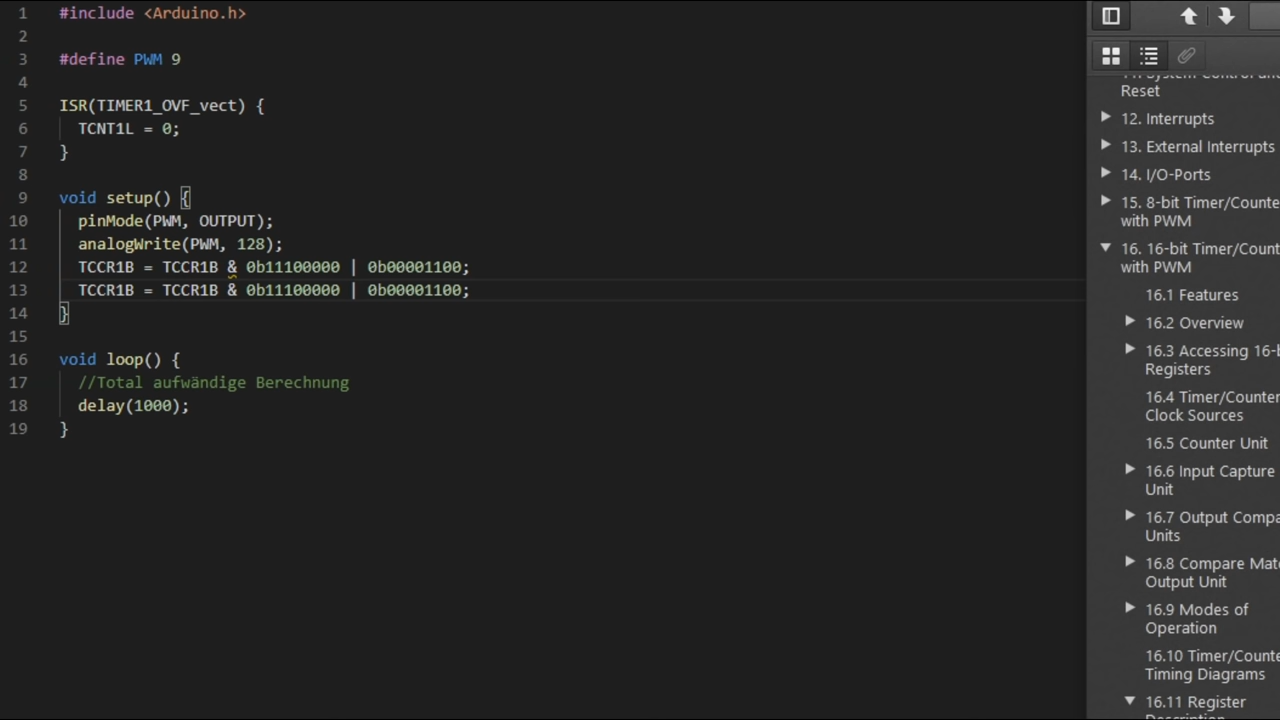 1 #include <Arduino.h>
2
3 #define PWM 9
4
5 ISR(TIMER1_OVF_vect) {
6 TCNT1L = 0;
7 }
8
9 void setup() {
10 pinMode(PWM, OUTPUT);
11 analogWrite(PWM, 128);
12 TCCR1B = TCCR1B & 0b11100000 | 0b00001100;
13 TCCR1B = TCCR1B & 0b11100000 | 0b00001100;
14 }
15
16 void loop() {
17 //Total aufwändige Berechnung
18 delay(1000);
19 }
Reset
12. Interrupts
13. External Interrupts
14. I/O-Ports
15. 8-bit Timer/Counte
with PWM
16. 16-bit Timer/Count
with PWM
16.1 Features
16.2 Overview
16.3 Accessing 16-b
Registers
16.4 Timer/Counter
Clock Sources
16.5 Counter Unit
16.6 Input Capture
Unit
16.7 Output Compa
Units
16.8 Compare Mat
Output Unit
16.9 Modes of
Operation
16.10 Timer/Counte
Timing Diagrams
16.11 Register